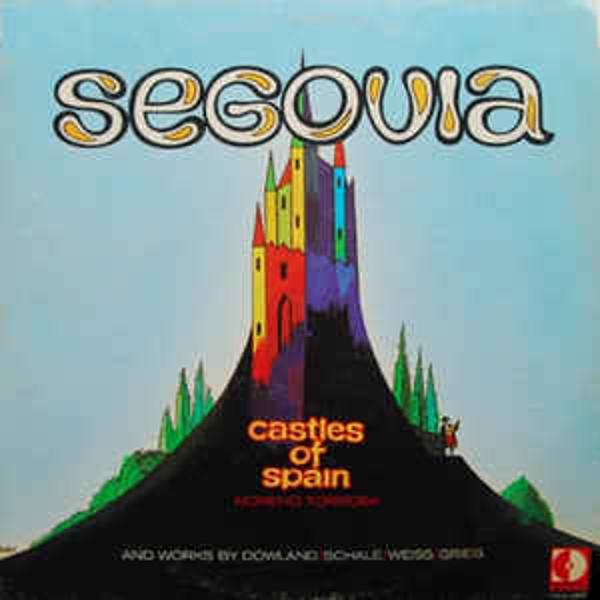 segovia
castles
of
spain
MORENO TORROBA
AND WORKS BY DOWLAND/SCHALE/WEISS/GRIEG